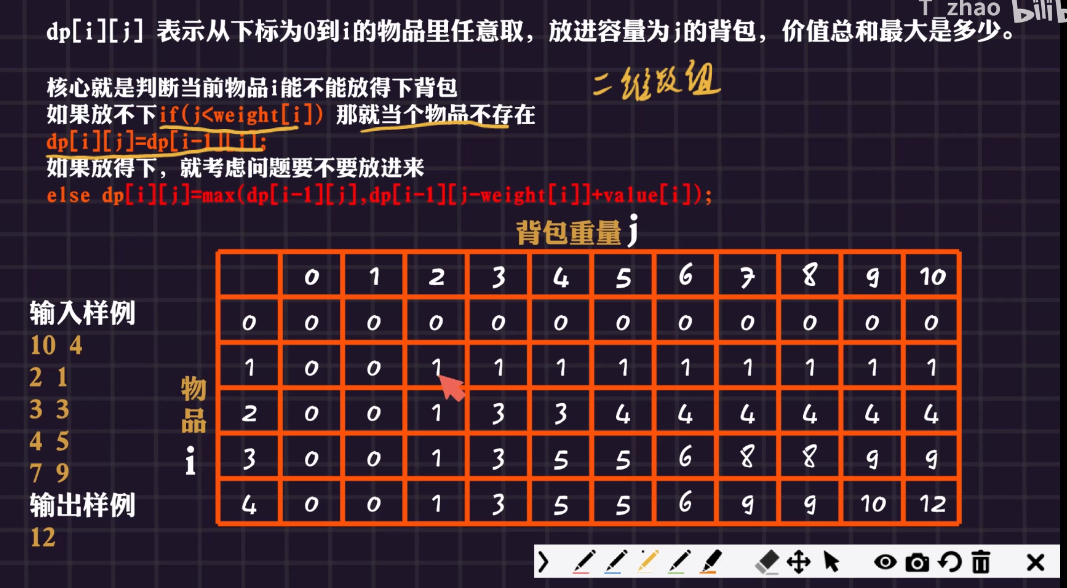 T_zhao bilib
dp[i][j] 表示从下标为0到i的物品里任意取，放进容量为j的背包，价值总和最大是多少。
核心就是判断当前物品i能不能放得下背包
二维数组
如果放不下if(j<weight[i]) 那就当个物品不存在
dp[i][j]=dp[i-1][j];
如果放得下，就考虑问题要不要放进来
else dp[i][j]=max(dp[i-1][j],dp[i-1][j-weight[i]]+value[i]);
背包重量 j
0 1 2 3 4 5 6 7 8 9 10
0 0 0 0 0 0 0 0 0 0 0 0
1 0 0 1 1 1 1 1 1 1 1 1
2 0 0 1 3 3 4 4 4 4 4 4
3 0 0 1 3 5 5 6 8 8 9 9
4 0 0 1 3 5 5 6 9 9 10 12
物品 i
输入样例
10 4
2 1
3 3
4 5
7 9
输出样例
12